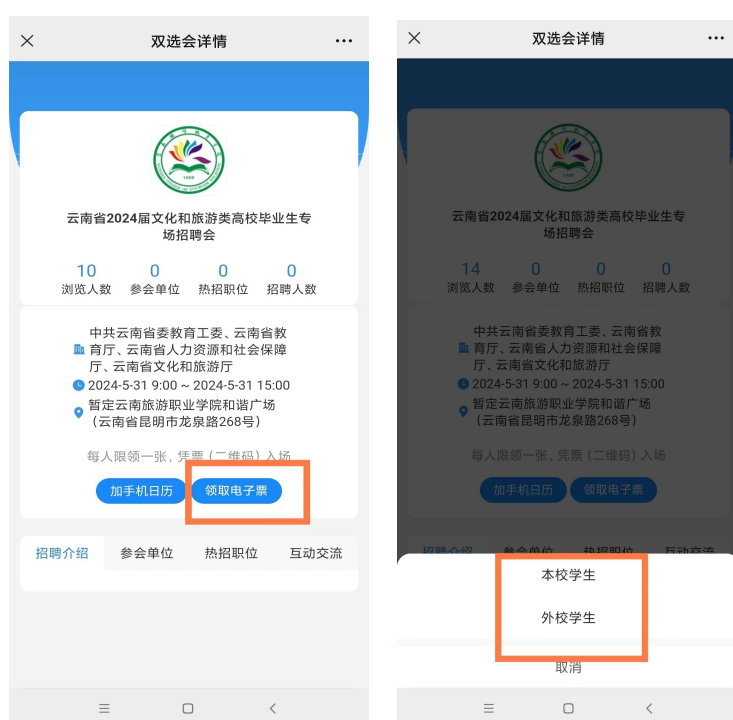 双选会详情
云南省2024届文化和旅游类高校毕业生专
场招聘会
10 0 0 0
浏览人数 参会单位 热招职位 招聘人数
中共云南省委教育工委、云南省教
育厅、云南省人力资源和社会保障
厅、云南省文化和旅游厅
2024-5-31 9:00 ~ 2024-5-31 15:00
暂定云南旅游职业学院和谐广场
（云南省昆明市龙泉路268号）
每人限领一张, 凭票 (二维码) 入场
加手机日历 领取电子票
招聘介绍 参会单位 热招职位 互动交流
双选会详情
云南省2024届文化和旅游类高校毕业生专
场招聘会
14 0 0 0
浏览人数 参会单位 热招职位 招聘人数
中共云南省委教育工委、云南省教
育厅、云南省人力资源和社会保障
厅、云南省文化和旅游厅
2024-5-31 9:00 ~ 2024-5-31 15:00
暂定云南旅游职业学院和谐广场
（云南省昆明市龙泉路268号）
每人限领一张, 凭票 (二维码) 入场
加手机日历 领取电子票
招聘介绍 参会单位 热招职位 互动交流
本校学生
外校学生
取消